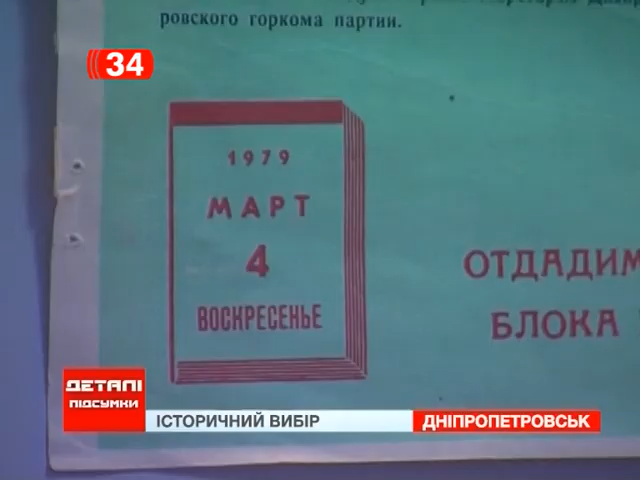 ровского горкома партии.
34
1979
МАРТ
4
ВОСКРЕСЕНЬЕ
ОТДАДИМ
БЛОКА
ДЕТАЛІ
ПІДСУМКИ
ІСТОРИЧНИЙ ВИБІР
ДНІПРОПЕТРОВСЬК